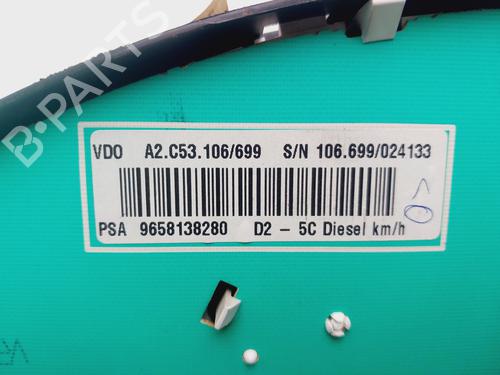 B-PARTS
VDO A2.C53.106/699 S/N 106.699/024133
PSA 9658138280 D2 - 5C Diesel km/h